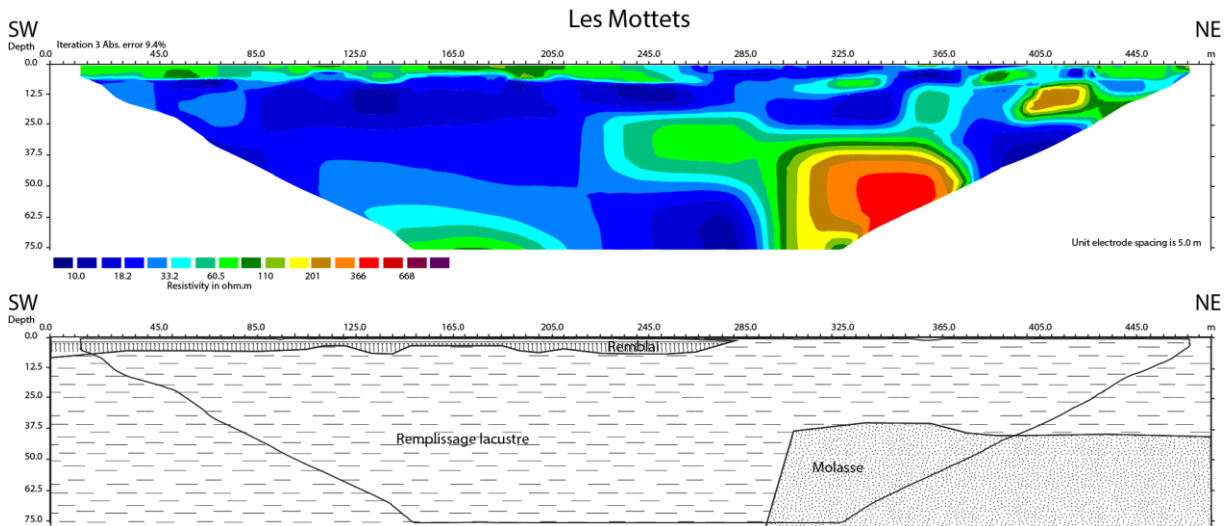 Les Mottets
SW NE
Depth Iteration 3 Abs. error 9.4%
0.0 45.0 85.0 125.0 165.0 205.0 245.0 285.0 325.0 365.0 405.0 445.0 m
0.0
12.5
25.0
37.5
50.0
62.5
75.0
Unit electrode spacing is 5.0 m
10.0 18.2 33.2 60.5 110 201 366 668
Resistivity in ohm.m
SW NE
Depth
0.0 45.0 85.0 125.0 165.0 205.0 245.0 285.0 325.0 365.0 405.0 445.0 m
0.0
Remblai
12.5
25.0
37.5
Remplissage lacustre
50.0
Molasse
62.5
75.0